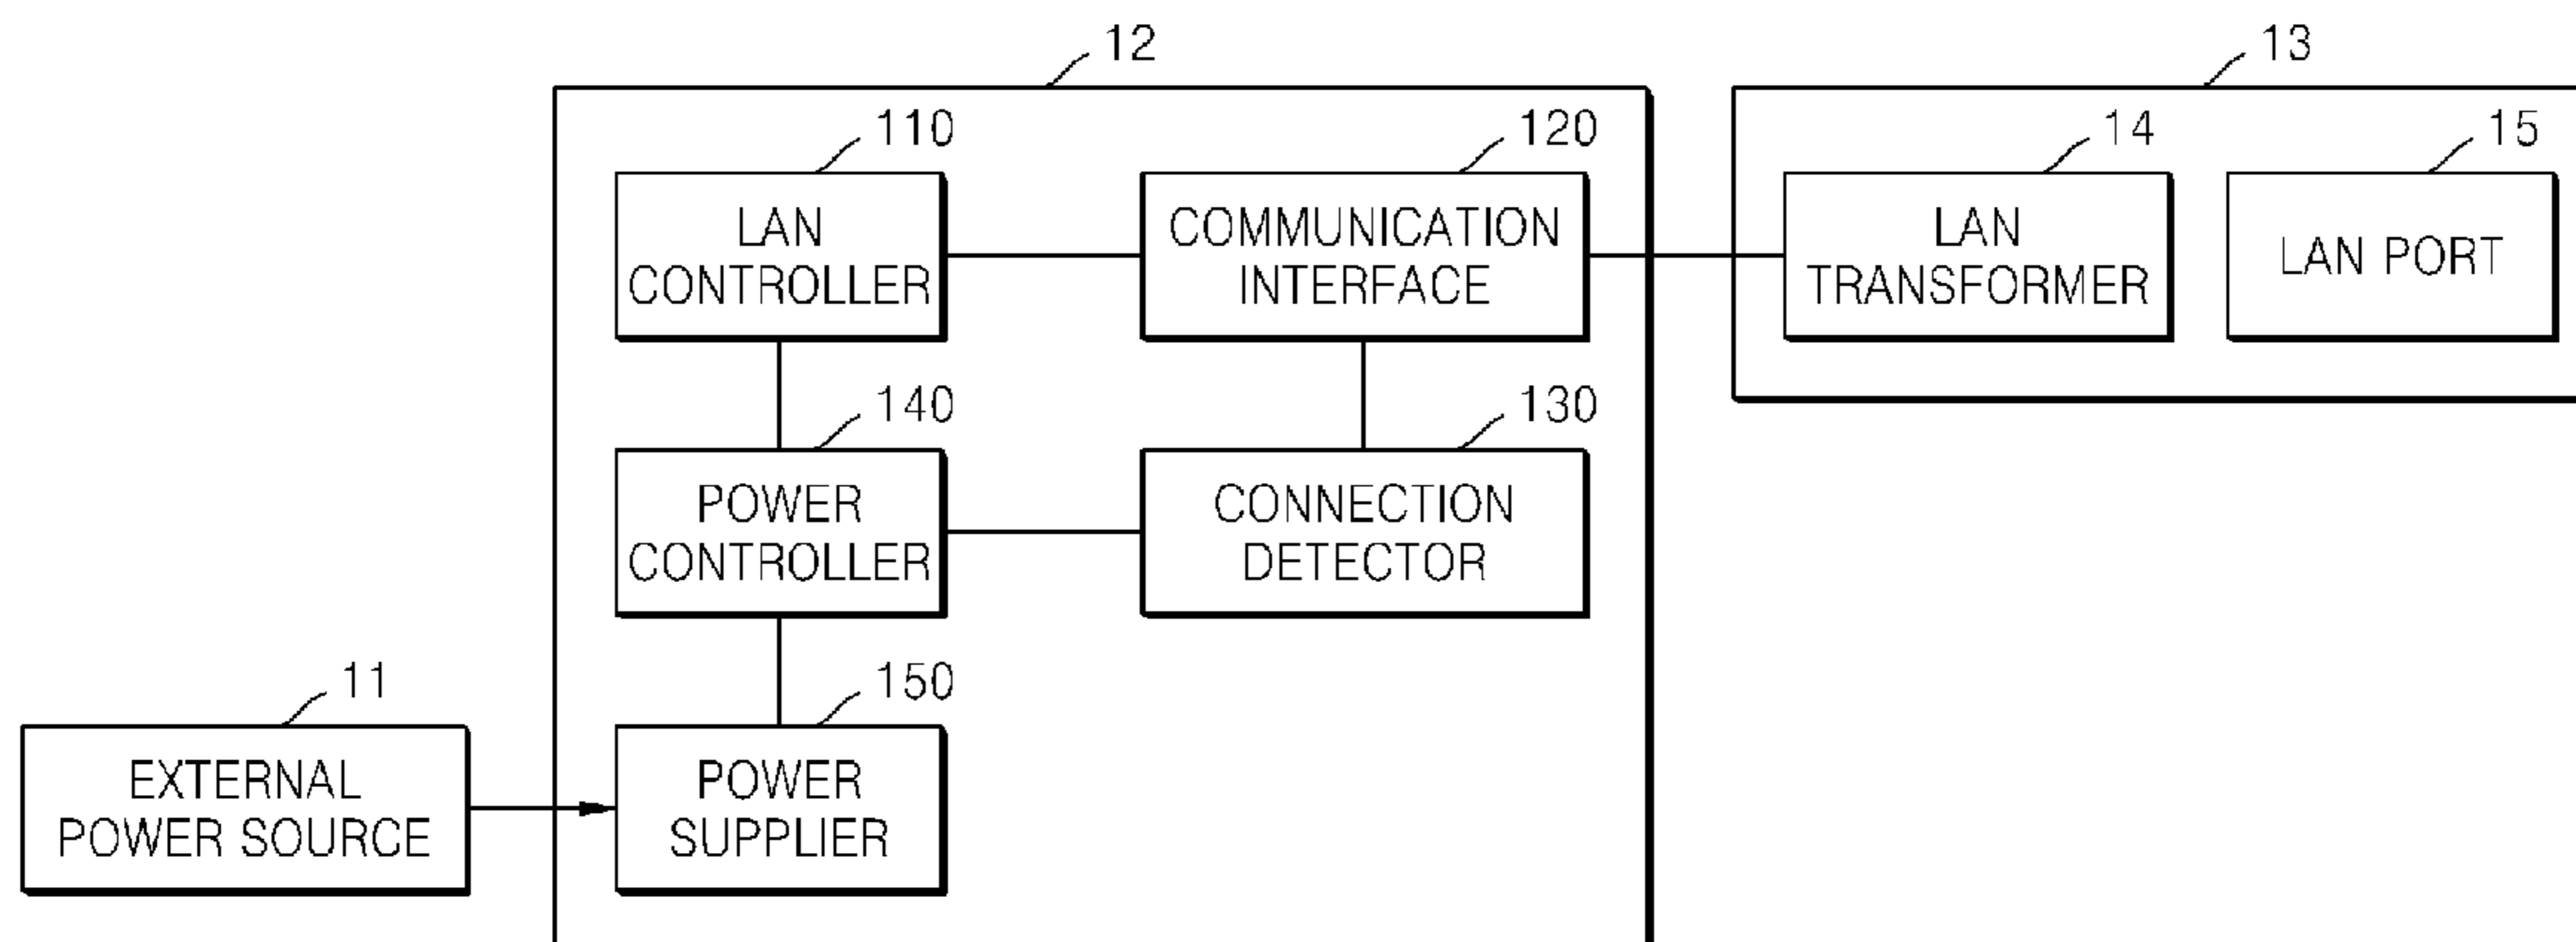 12
13
110
120
14
15
LAN
CONTROLLER
COMMUNICATION
INTERFACE
LAN
TRANSFORMER
LAN PORT
140
130
POWER
CONTROLLER
CONNECTION
DETECTOR
11
150
EXTERNAL
POWER SOURCE
POWER
SUPPLIER